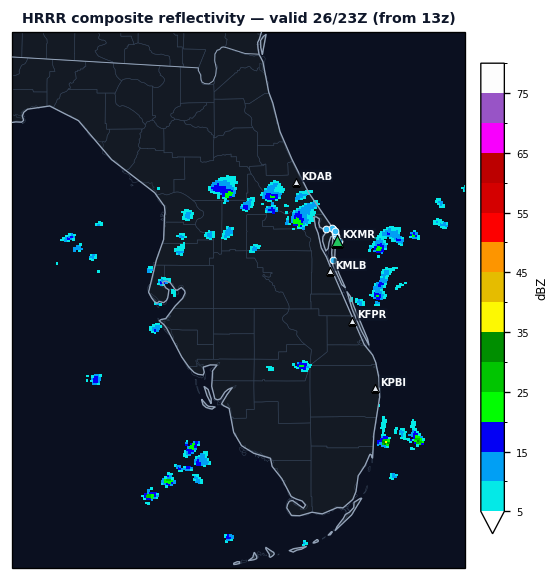 HRRR composite reflectivity — valid 26/23Z (from 13z)
KDAB
KXMR
KMLB
KFPR
KPBI
75
65
55
45
35
25
15
5
dBZ